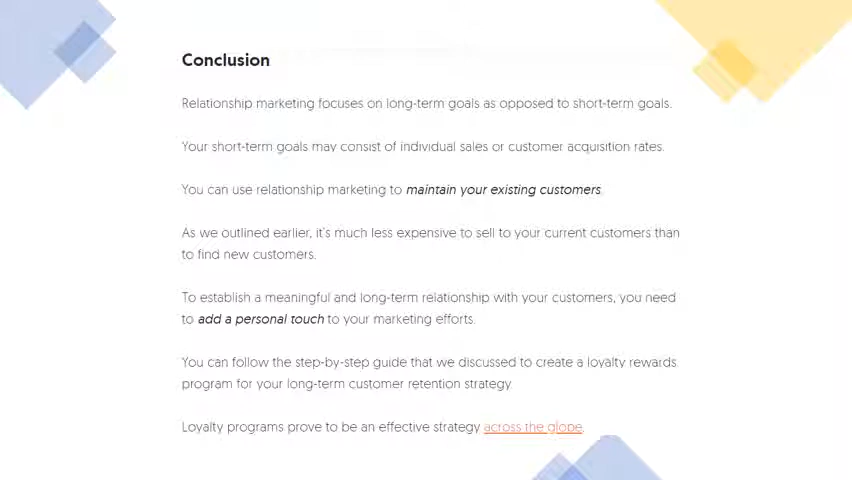 Conclusion
Relationship marketing focuses on long-term goals as opposed to short-term goals.
Your short-term goals may consist of individual sales or customer acquisition rates.
You can use relationship marketing to maintain your existing customers.
As we outlined earlier, it's much less expensive to sell to your current customers than
to find new customers.
To establish a meaningful and long-term relationship with your customers, you need
to add a personal touch to your marketing efforts.
You can follow the step-by-step guide that we discussed to create a loyalty rewards
program for your long-term customer retention strategy.
Loyalty programs prove to be an effective strategy across the globe.